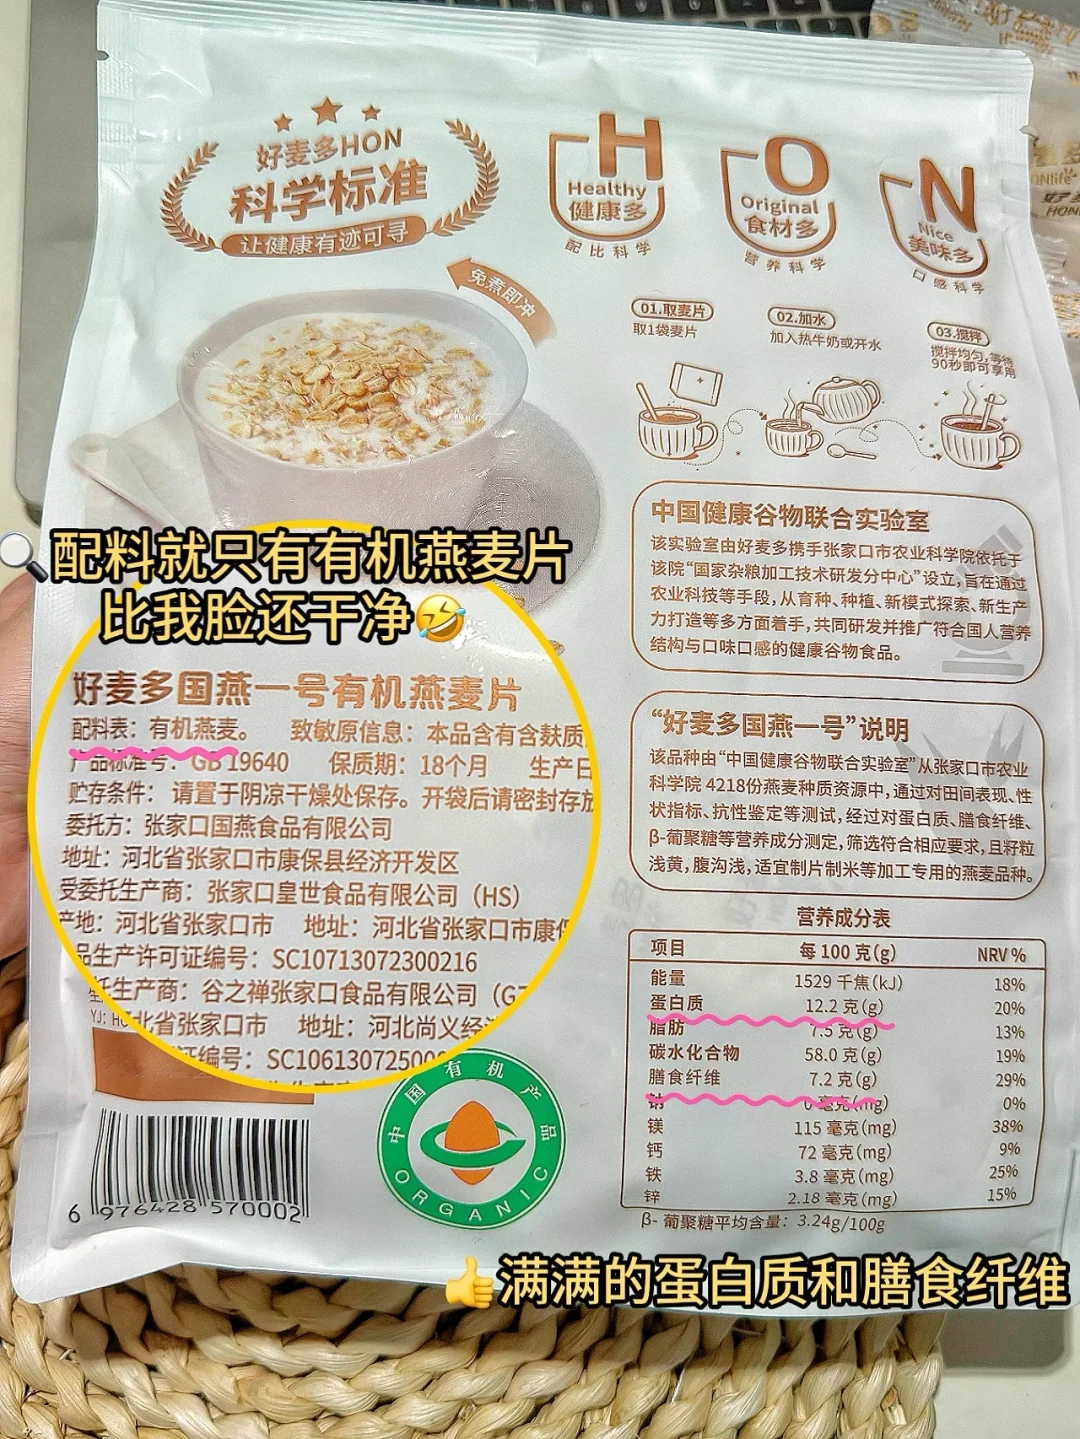 好麦多HON
科学标准
让健康有迹可寻
H
Healthy
健康多
配比科学
O
Original
食材多
营养科学
N
Nice
美味多
口感科学
免煮即冲
01.取麦片
取1袋麦片
02.加水
加入热牛奶或开水
03.搅拌
搅拌均匀,等待
90秒即可享用
中国健康谷物联合实验室
该实验室由好麦多携手张家口市农业科学院依托于
该院“国家杂粮加工技术研发分中心”设立,旨在通过
农业科技等手段,从育种、种植、新模式探索、新生产
力打造等多方面着手,共同研发并推广符合国人营养
结构与口味口感的健康谷物食品。
配料就只有有机燕麦片
比我脸还干净🤣
好麦多国燕一号有机燕麦片
配料表：有机燕麦。 致敏原信息：本品含有含麸质
产品标准号：GB 19640 保质期：18个月 生产日
贮存条件：请置于阴凉干燥处保存。开袋后请密封存放
委托方：张家口国燕食品有限公司
地址：河北省张家口市康保县经济开发区
受委托生产商：张家口皇世食品有限公司（HS）
产地：河北省张家口市 地址：河北省张家口市康保
品生产许可证编号：SC10713072300216
托生产商：谷之禅张家口食品有限公司（G
北省张家口市 地址：河北尚义经
证编号：SC10613072500
“好麦多国燕一号”说明
该品种由“中国健康谷物联合实验室”从张家口市农业
科学院 4218份燕麦种质资源中,通过对田间表现、性
状指标、抗性鉴定等测试,经过对蛋白质、膳食纤维、
β-葡聚糖等营养成分测定,筛选符合相应要求,且籽粒
浅黄,腹沟浅,适宜制片制米等加工专用的燕麦品种。
营养成分表
项目 每 100 克(g) NRV %
能量 1529 千焦(kJ) 18%
蛋白质 12.2 克(g) 20%
脂肪 7.5 克(g) 13%
碳水化合物 58.0 克(g) 19%
膳食纤维 7.2 克(g) 29%
钠 0 毫克(mg) 0%
镁 115 毫克(mg) 38%
钙 72 毫克(mg) 9%
铁 3.8 毫克(mg) 25%
锌 2.18 毫克(mg) 15%
β- 葡聚糖平均含量：3.24g/100g
中国有机产品
ORGANIC
6 976428 570002
👍满满的蛋白质和膳食纤维